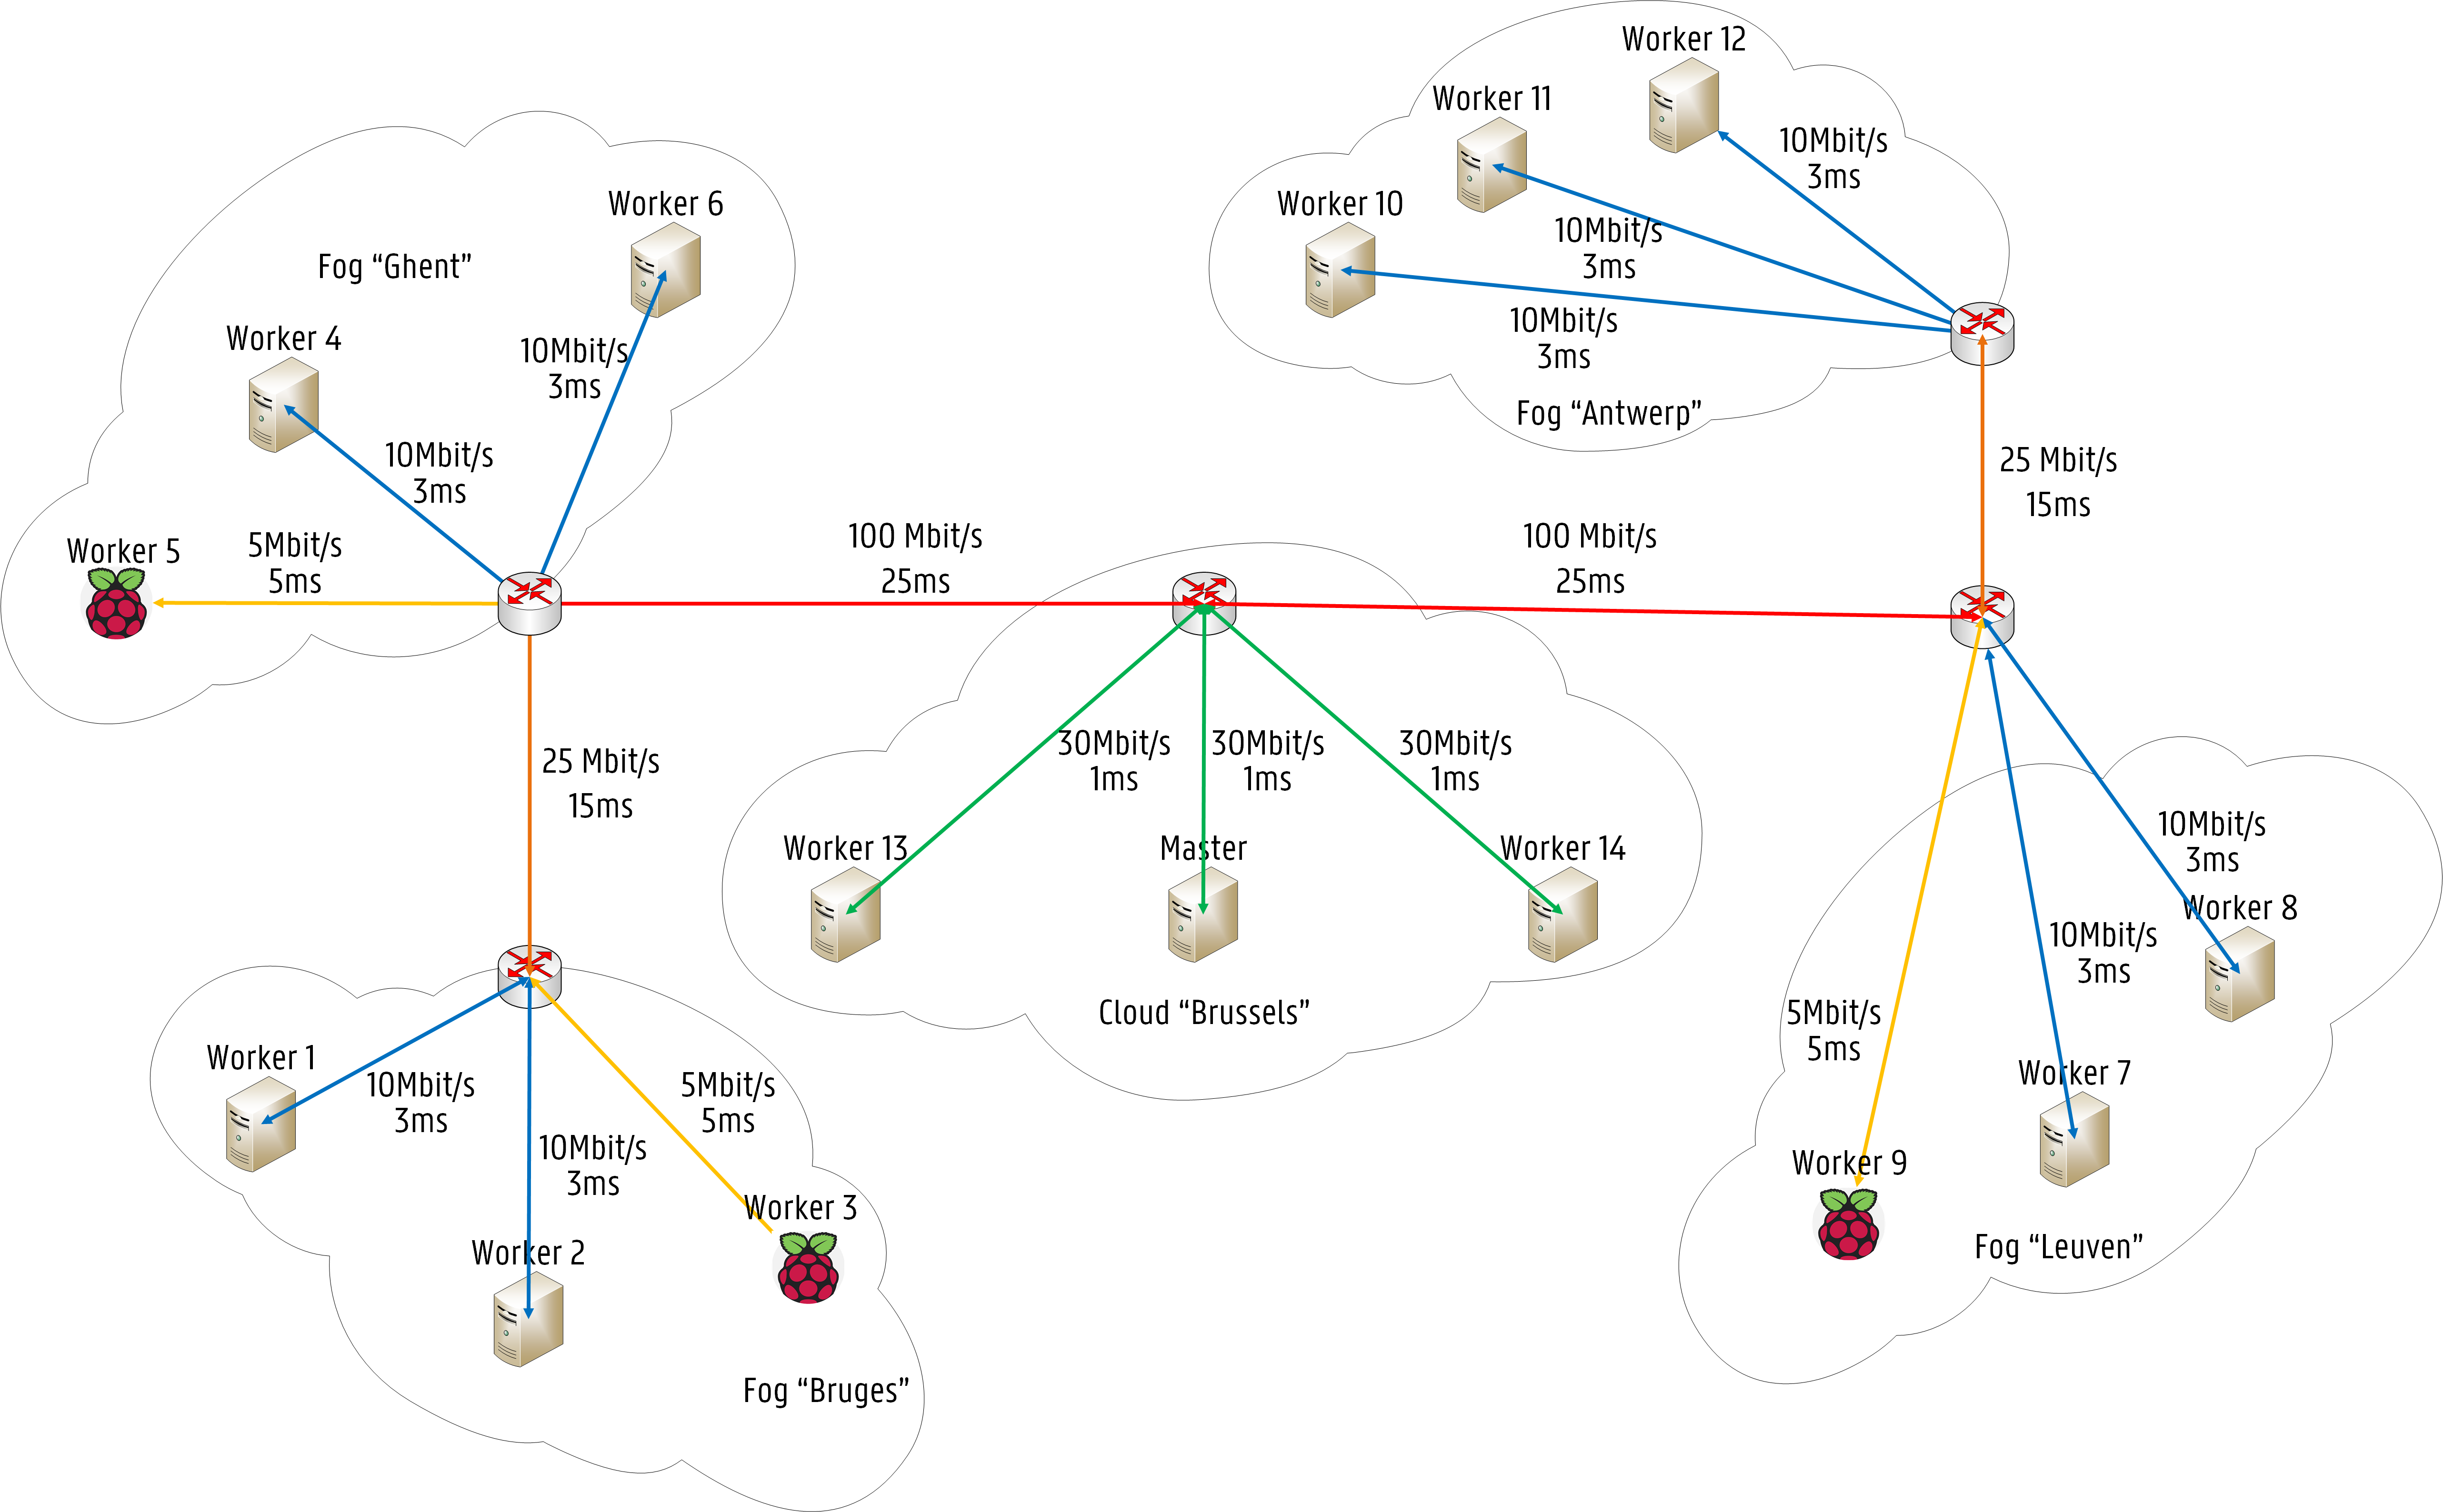 Worker 12
Worker 11
10Mbit/s
3ms
Worker 10
10Mbit/s
3ms
10Mbit/s
3ms
Fog “Antwerp”
Worker 6
Fog “Ghent”
Worker 4
10Mbit/s
3ms
10Mbit/s
3ms
Worker 5
5Mbit/s
5ms
100 Mbit/s
25ms
100 Mbit/s
25ms
25 Mbit/s
15ms
25 Mbit/s
15ms
30Mbit/s
1ms
30Mbit/s
1ms
30Mbit/s
1ms
Worker 13
Master
Worker 14
Cloud “Brussels”
10Mbit/s
3ms
Worker 8
10Mbit/s
3ms
5Mbit/s
5ms
Worker 7
Worker 9
Fog “Leuven”
Worker 1
10Mbit/s
3ms
5Mbit/s
5ms
10Mbit/s
3ms
Worker 3
Worker 2
Fog “Bruges”